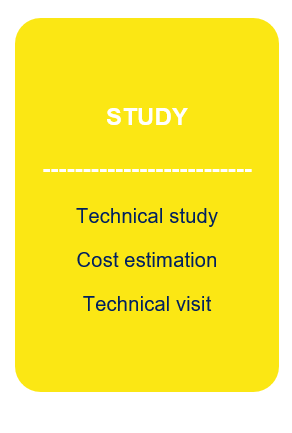 STUDY
--------------------------
Technical study
Cost estimation
Technical visit